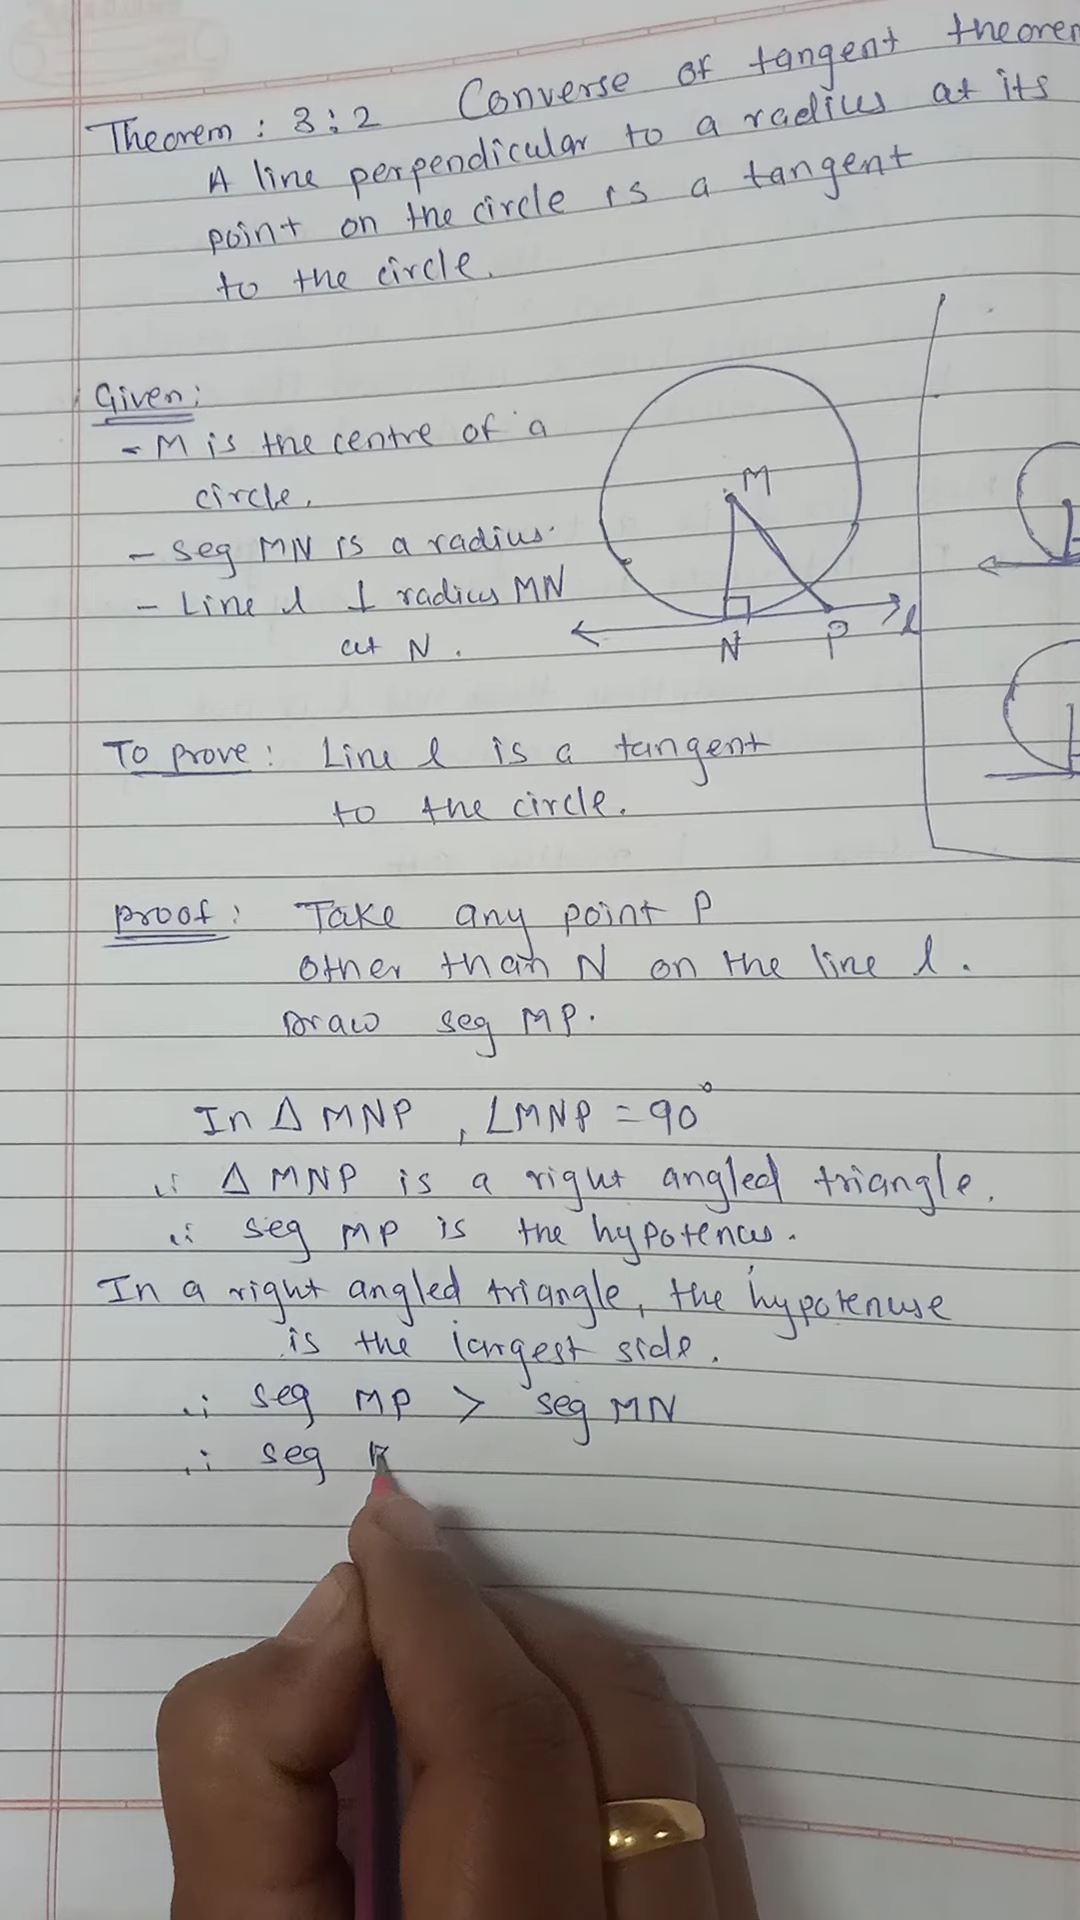 Theorem : 3:2 Converse of tangent theorem
A line perpendicular to a radius at its
point on the circle is a tangent
to the circle.
Given:
- M is the centre of a
circle.
- seg MN is a radius.
- Line l ⊥ radius MN
at N.
M
N
P
l
To prove: Line l is a tangent
to the circle.
Proof: Take any point P
other than N on the line l.
Draw seg MP.
In Δ MNP, ∠MNP = 90°
∴ Δ MNP is a right angled triangle.
∴ seg MP is the hypotenus.
In a right angled triangle, the hypotenuse
is the largest side.
∴ seg MP > seg MN
∴ seg